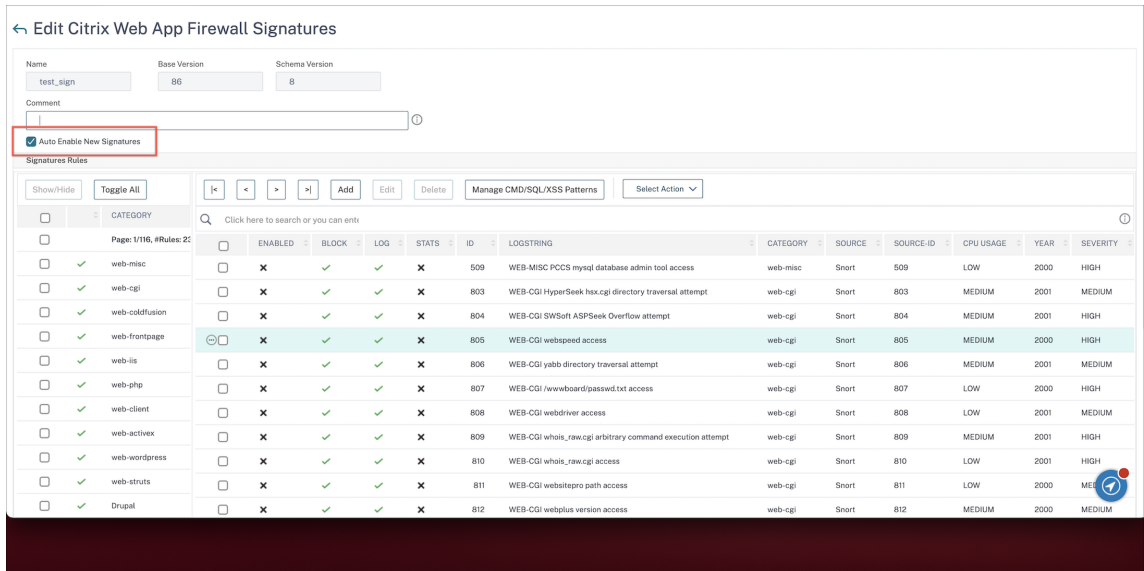 Edit Citrix Web App Firewall Signatures
Name Base Version Schema Version
test_sign 86 8
Comment
Auto Enable New Signatures
Signatures Rules
Show/Hide Toggle All |< < > >| Add Edit Delete Manage CMD/SQL/XSS Patterns Select Action
CATEGORY
Page: 1/116, #Rules: 23
web-misc
web-cgi
web-coldfusion
web-frontpage
web-iis
web-php
web-client
web-activex
web-wordpress
web-struts
Drupal
Click here to search or you can ente
ENABLED BLOCK LOG STATS ID LOGSTRING CATEGORY SOURCE SOURCE-ID CPU USAGE YEAR SEVERITY
509 WEB-MISC PCCS mysql database admin tool access web-misc Snort 509 LOW 2000 HIGH
803 WEB-CGI HyperSeek hsx.cgi directory traversal attempt web-cgi Snort 803 MEDIUM 2001 MEDIUM
804 WEB-CGI SWSoft ASPSeek Overflow attempt web-cgi Snort 804 MEDIUM 2001 HIGH
805 WEB-CGI webspeed access web-cgi Snort 805 MEDIUM 2000 HIGH
806 WEB-CGI yabb directory traversal attempt web-cgi Snort 806 MEDIUM 2001 MEDIUM
807 WEB-CGI /wwwboard/passwd.txt access web-cgi Snort 807 LOW 2000 HIGH
808 WEB-CGI webdriver access web-cgi Snort 808 LOW 2001 MEDIUM
809 WEB-CGI whois_raw.cgi arbitrary command execution attempt web-cgi Snort 809 MEDIUM 2001 HIGH
810 WEB-CGI whois_raw.cgi access web-cgi Snort 810 LOW 2001 HIGH
811 WEB-CGI websitepro path access web-cgi Snort 811 LOW 2000
812 WEB-CGI webplus version access web-cgi Snort 812 MEDIUM 2000 MEDIUM